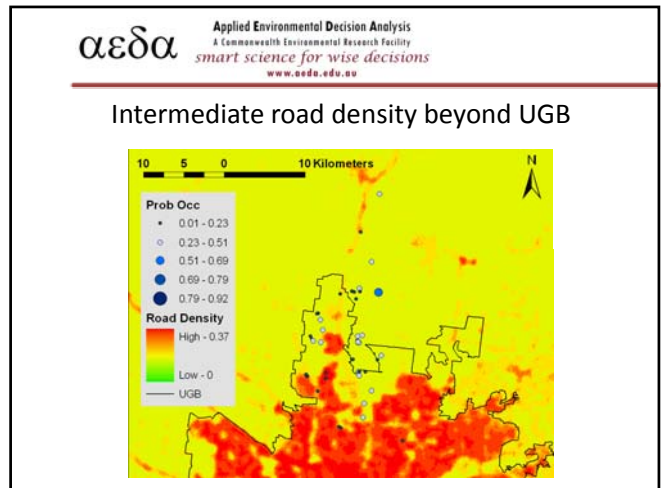 αεδα
Applied Environmental Decision Analysis
A Commonwealth Environmental Research Facility
smart science for wise decisions
www.aeda.edu.au
Intermediate road density beyond UGB
10 5 0 10 Kilometers
N
Prob Occ
0.01 - 0.23
0.23 - 0.51
0.51 - 0.69
0.69 - 0.79
0.79 - 0.92
Road Density
High - 0.37
Low - 0
UGB